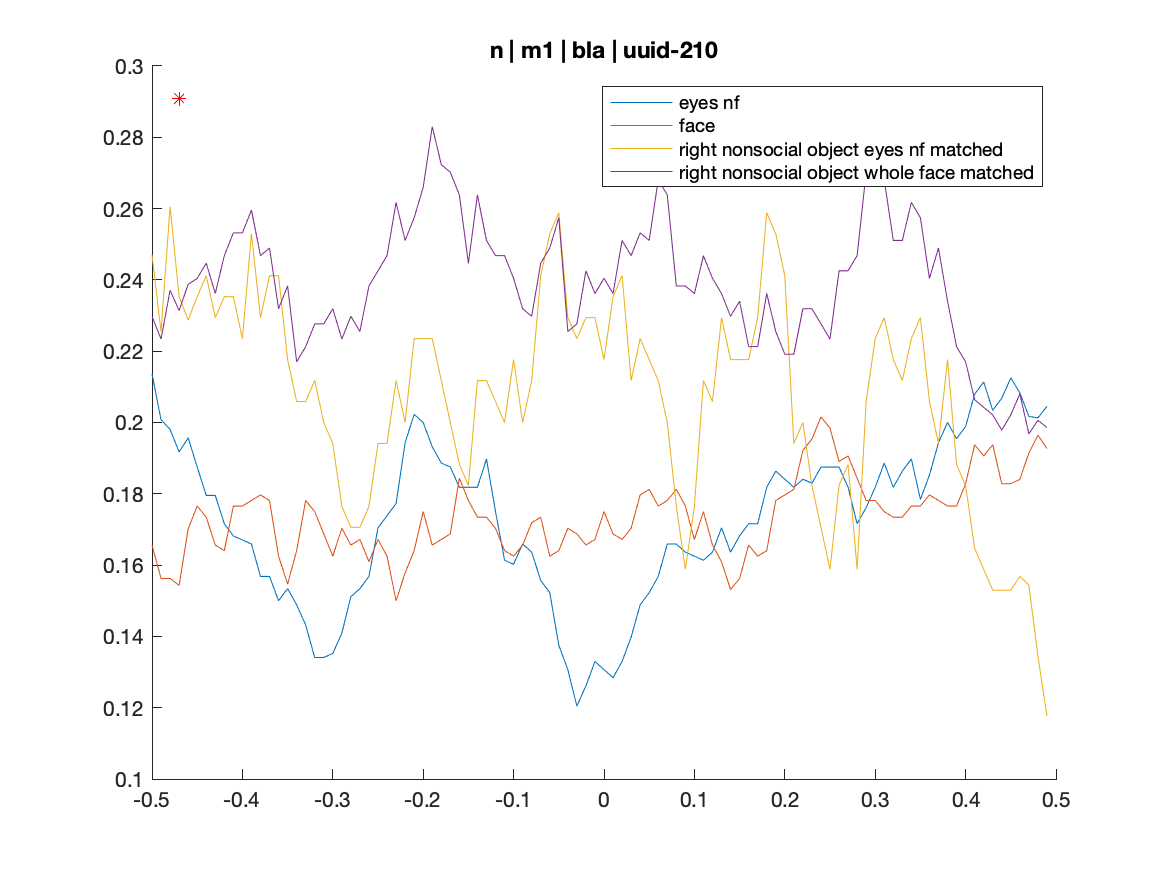 n | m1 | bla | uuid-210
0.3
0.28
0.26
0.24
0.22
0.2
0.18
0.16
0.14
0.12
0.1
-0.5 -0.4 -0.3 -0.2 -0.1 0 0.1 0.2 0.3 0.4 0.5
eyes nf
face
right nonsocial object eyes nf matched
right nonsocial object whole face matched